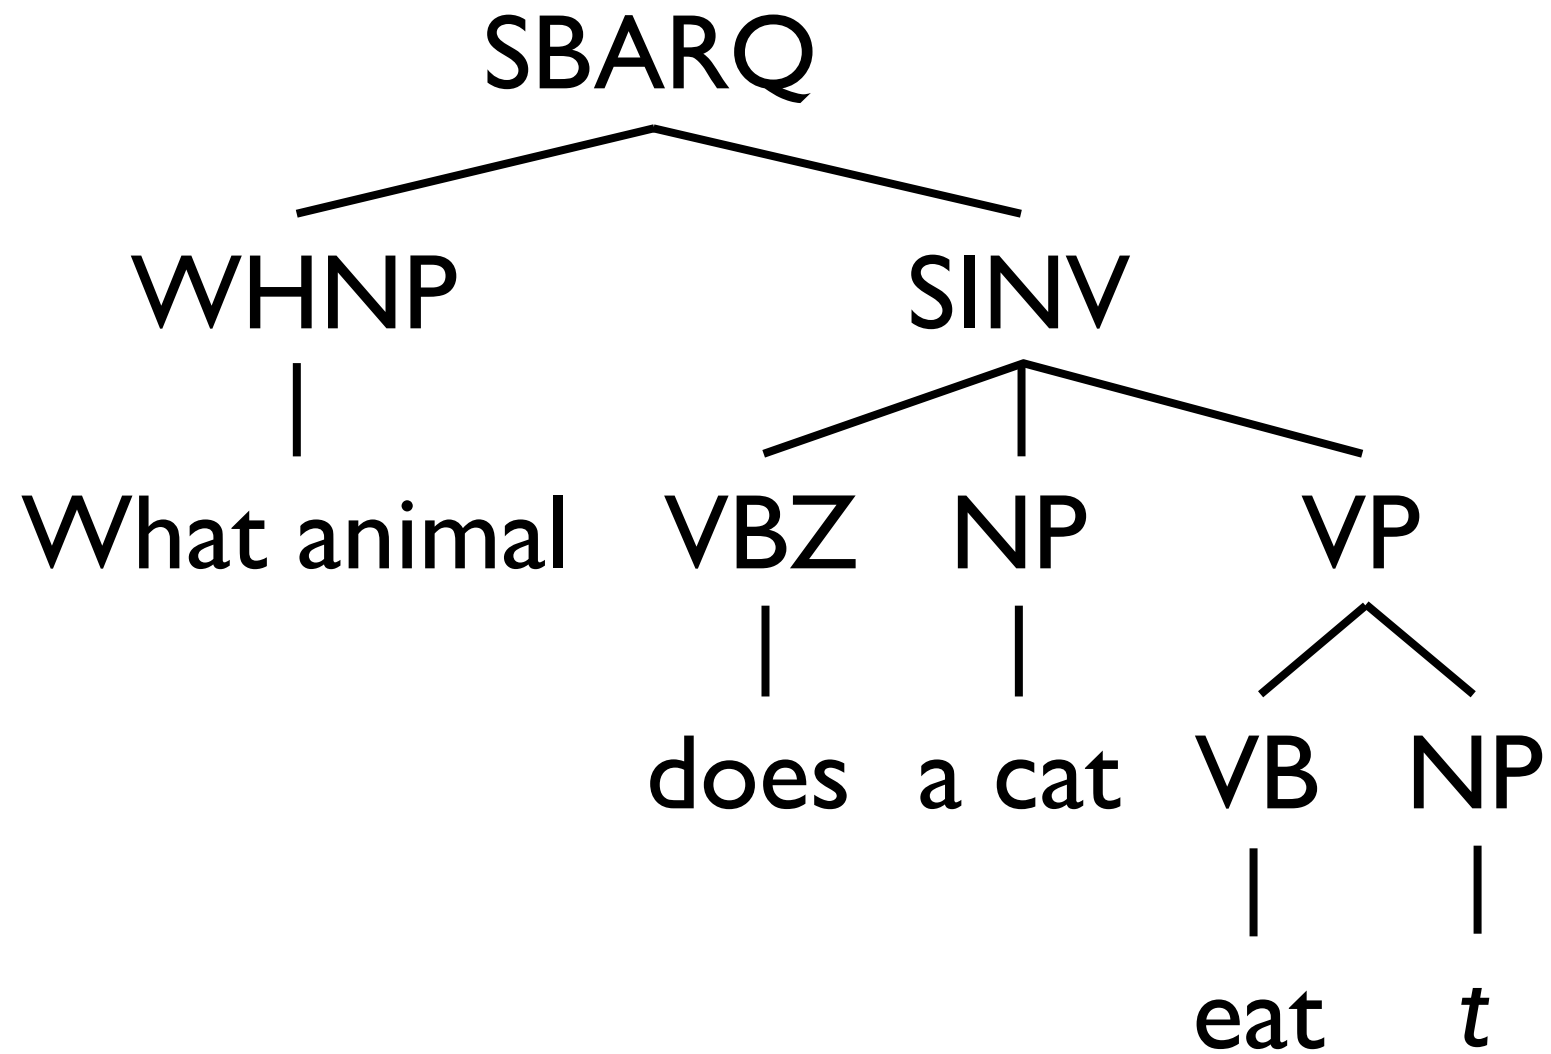 SBARQ
WHNP SINV
What animal VBZ NP VP
does a cat VB NP
eat t